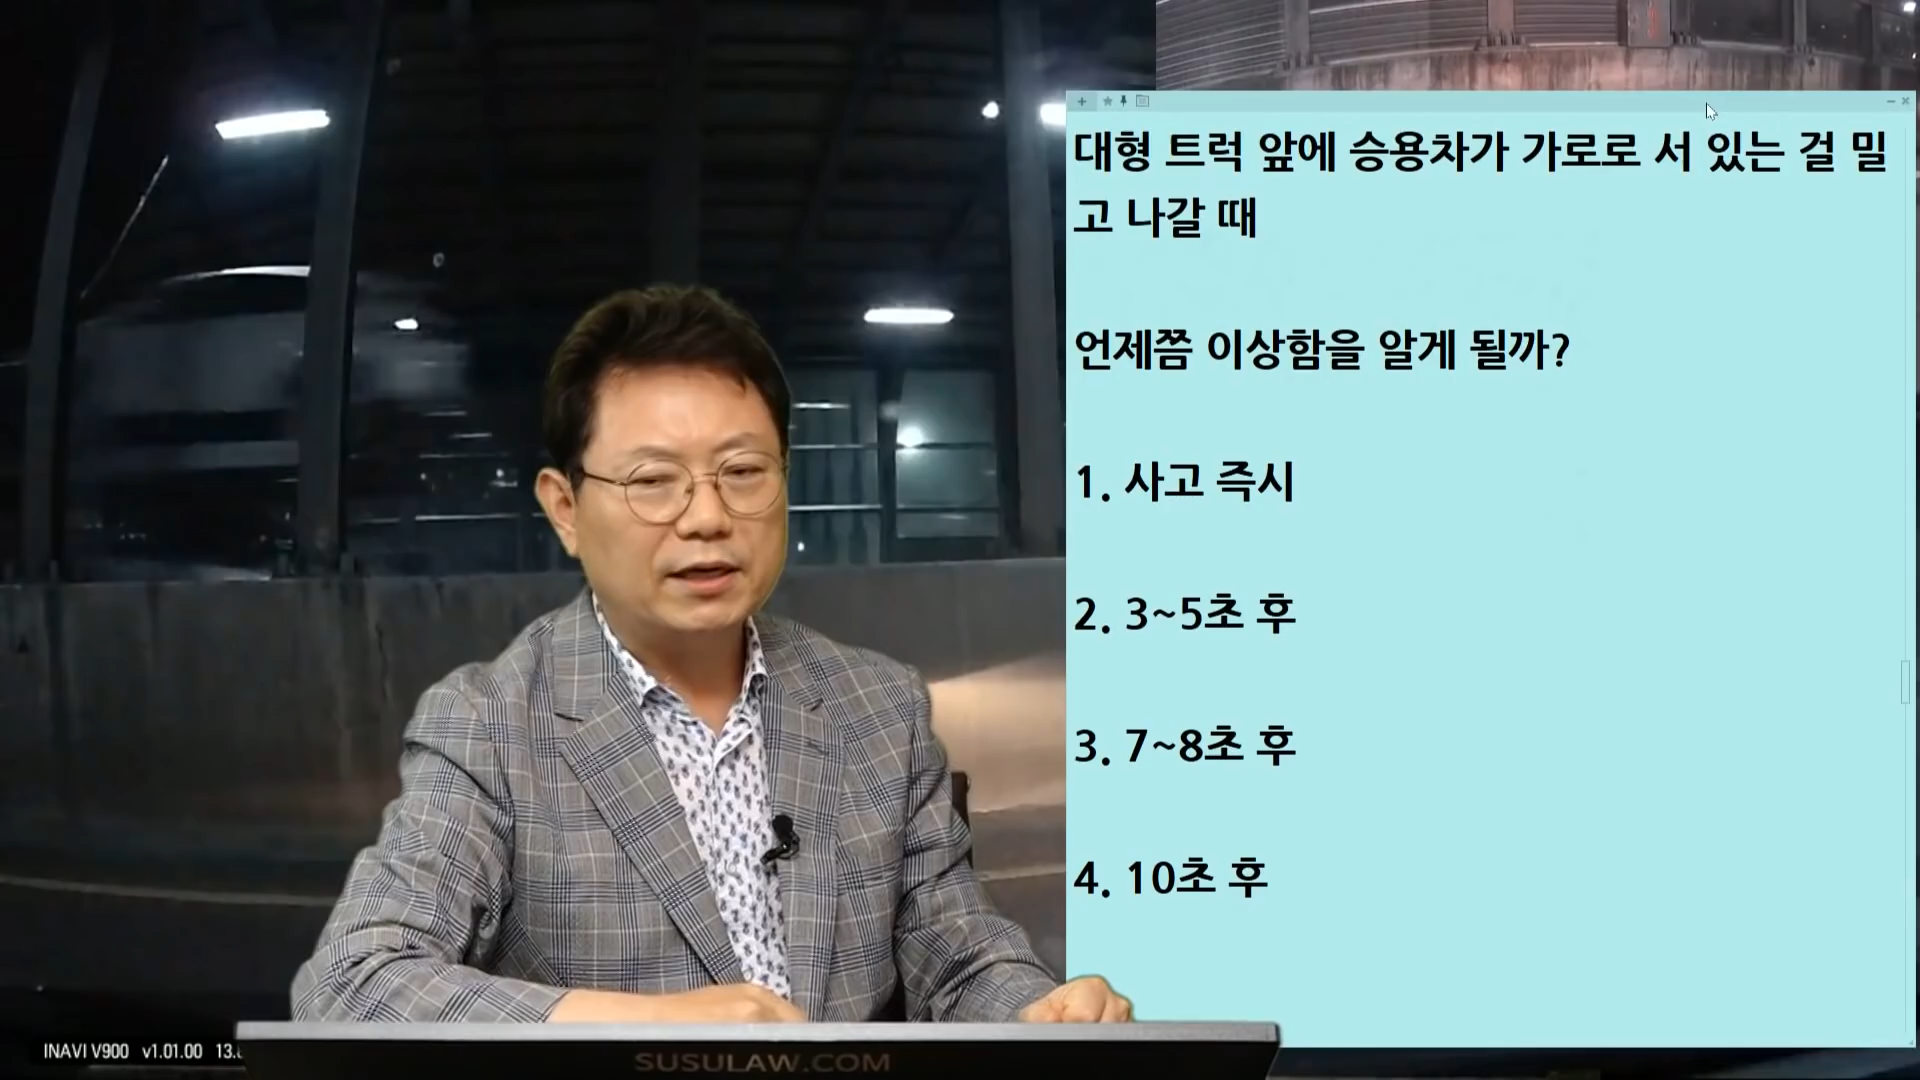 대형 트럭 앞에 승용차가 가로로 서 있는 걸 밀
고 나갈 때
언제쯤 이상함을 알게 될까?
1. 사고 즉시
2. 3~5초 후
3. 7~8초 후
4. 10초 후
INAVI V900 v1.01.00
SUSULAW.COM